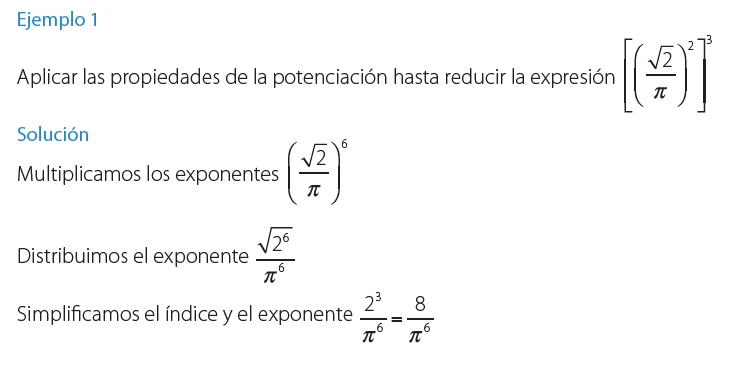 Ejemplo 1
Aplicar las propiedades de la potenciación hasta reducir la expresión $\left[\left(\frac{\sqrt{2}}{\pi}\right)^2\right]^3$
Solución
Multiplicamos los exponentes $\left(\frac{\sqrt{2}}{\pi}\right)^6$
Distribuimos el exponente $\frac{\sqrt{2^6}}{\pi^6}$
Simplificamos el índice y el exponente $\frac{2^3}{\pi^6} = \frac{8}{\pi^6}$